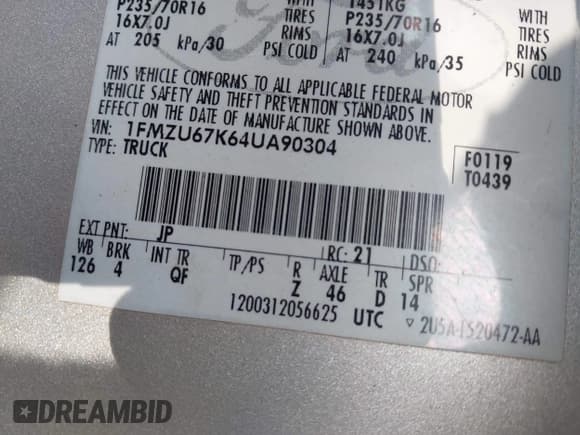 P235/70R16 TIRES 1451KG WITH
16X7.0J RIMS P235/70R16 TIRES
AT 205 kPa/30 PSI COLD 16X7.0J RIMS
AT 240 kPa/35 PSI COLD
Ford
THIS VEHICLE CONFORMS TO ALL APPLICABLE FEDERAL MOTOR
VEHICLE SAFETY AND THEFT PREVENTION STANDARDS IN
EFFECT ON THE DATE OF MANUFACTURE SHOWN ABOVE.
VIN: 1FMZU67K64UA90304
TYPE: TRUCK
F0119
T0439
EXT PNT: JP RC: 21 DSO:
WB BRK INT TR TP/PS R AXLE TR SPR
126 4 QF Z 46 D 14
1200312056625 UTC
DREAMBID